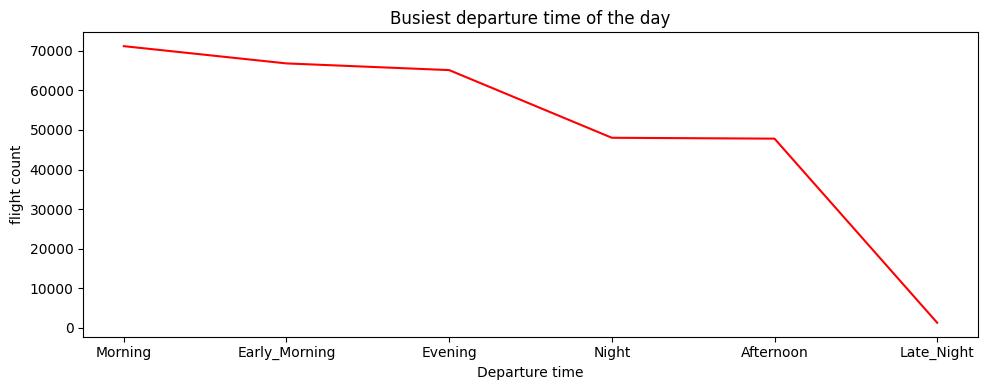 Busiest departure time of the day
flight count
70000
60000
50000
40000
30000
20000
10000
0
Morning Early_Morning Evening Night Afternoon Late_Night
Departure time